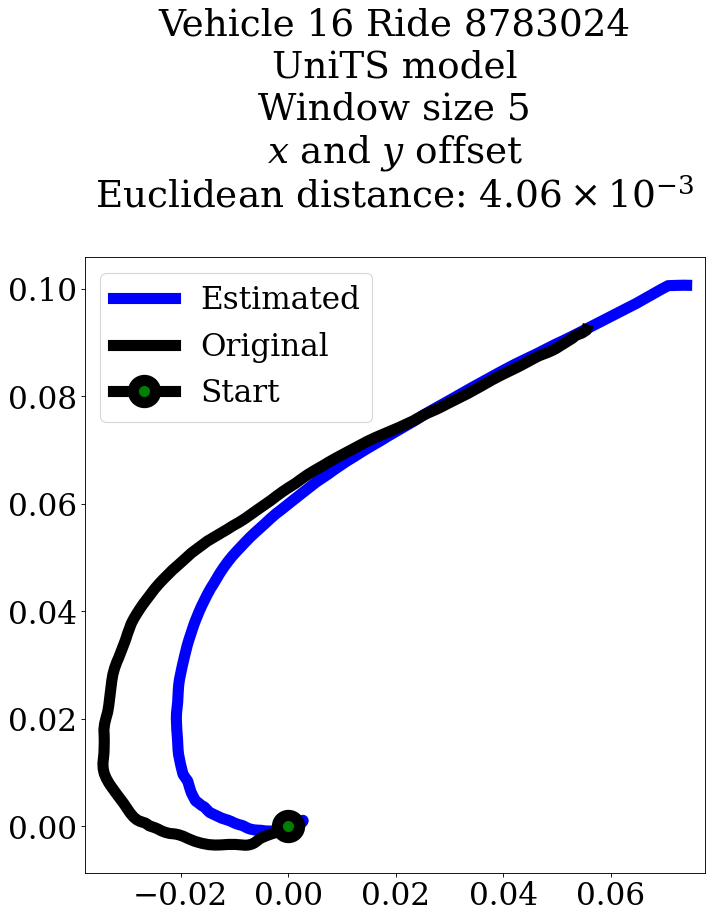 Vehicle 16 Ride 8783024
UniTS model
Window size 5
x and y offset
Euclidean distance: 4.06 × 10⁻³
Estimated
Original
Start
0.10
0.08
0.06
0.04
0.02
0.00
−0.02 0.00 0.02 0.04 0.06